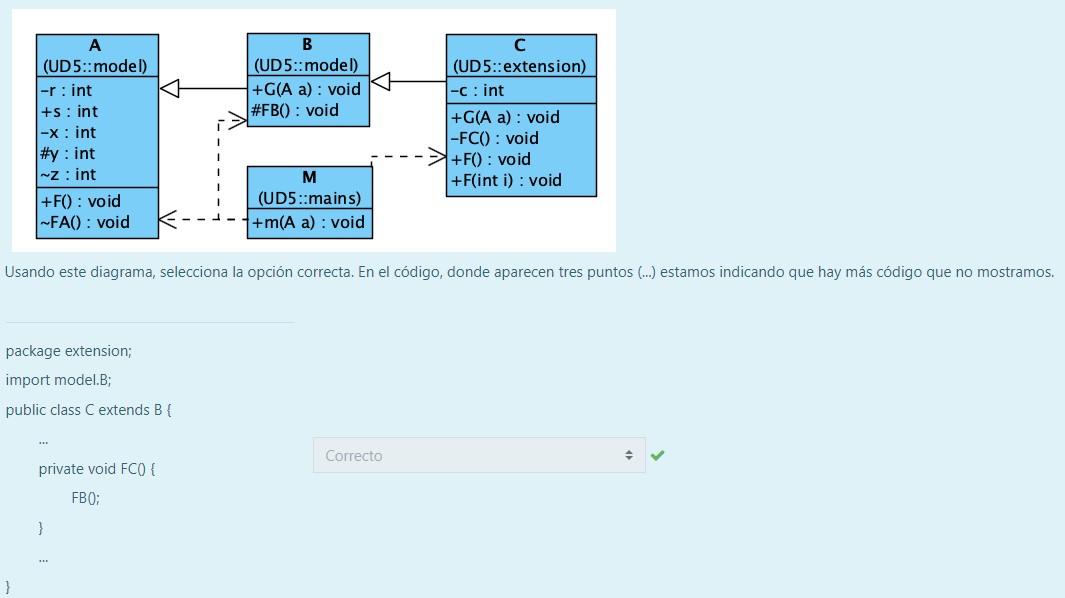 A
(UD5::model)
-r : int
+s : int
-x : int
#y : int
~z : int
+F() : void
~FA() : void
B
(UD5::model)
+G(A a) : void
#FB() : void
M
(UD5::mains)
+m(A a) : void
C
(UD5::extension)
-c : int
+G(A a) : void
-FC() : void
+F() : void
+F(int i) : void
Usando este diagrama, selecciona la opción correcta. En el código, donde aparecen tres puntos (...) estamos indicando que hay más código que no mostramos.
package extension;
import model.B;
public class C extends B {
...
private void FC() {
FB();
}
...
}
Correcto